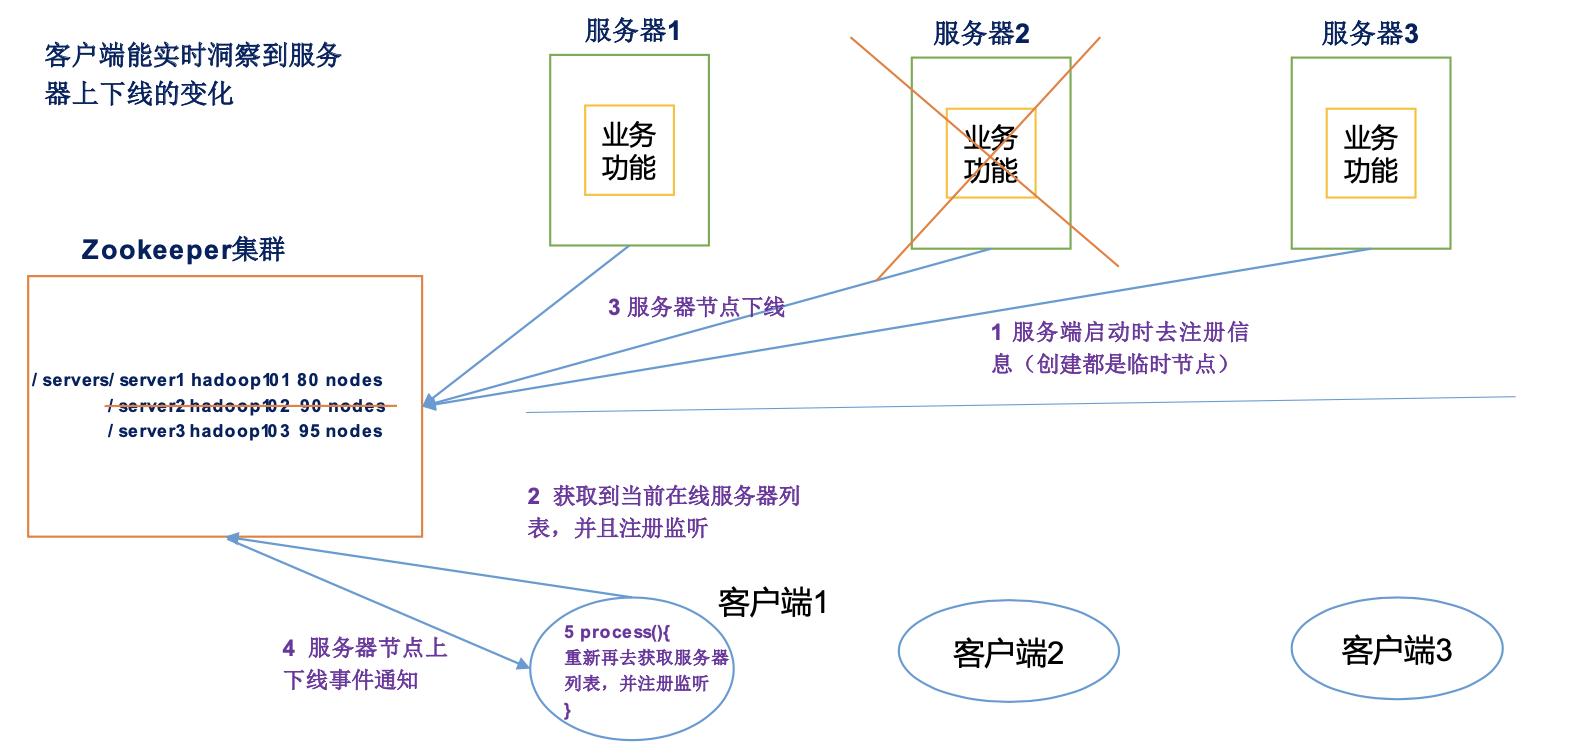 服务器1
服务器2
服务器3
客户端能实时洞察到服务
器上下线的变化
业务
功能
业务
功能
业务
功能
Zookeeper集群
3 服务器节点下线
1 服务端启动时去注册信
息（创建都是临时节点）
/ servers/ server1 hadoop101 80 nodes
/ server2 hadoop102 90 nodes
/ server3 hadoop103 95 nodes
2 获取到当前在线服务器列
表，并且注册监听
客户端1
4 服务器节点上
下线事件通知
5 process(){
重新再去获取服务器
列表，并注册监听
}
客户端2
客户端3